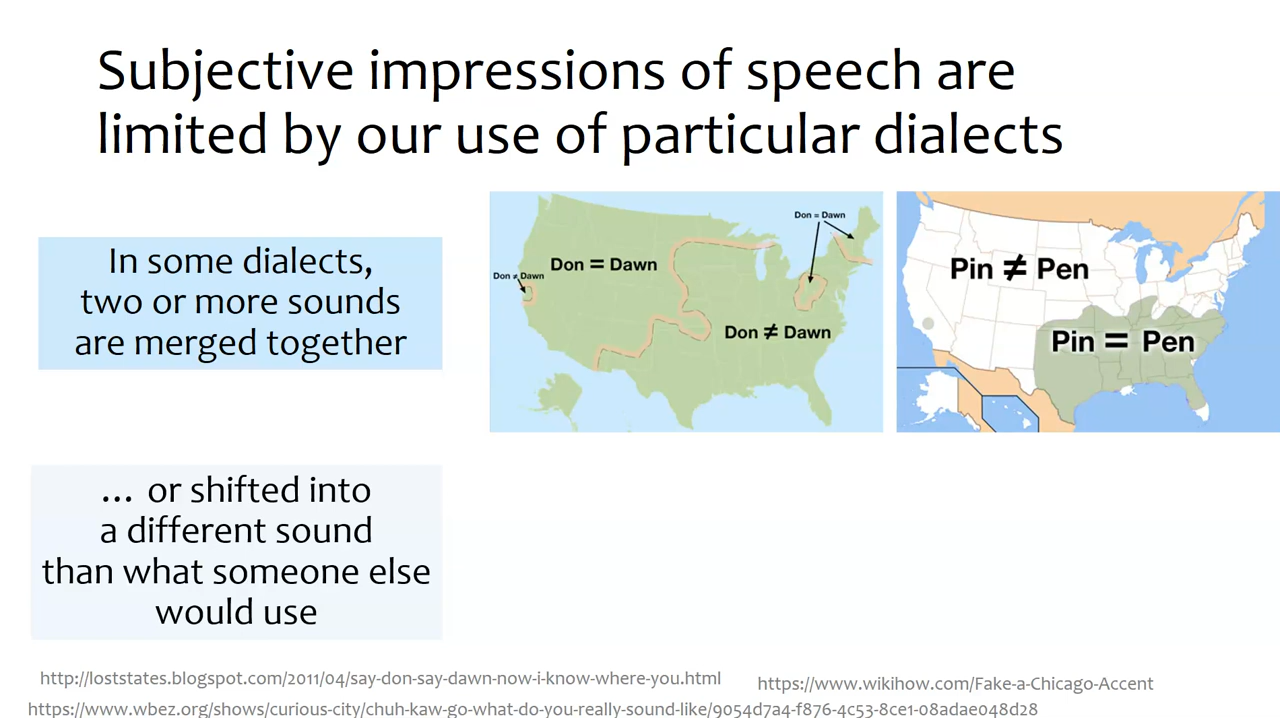 Subjective impressions of speech are
limited by our use of particular dialects
In some dialects,
two or more sounds
are merged together
Don = Dawn
Don ≠ Dawn
Don = Dawn
Don ≠ Dawn
Pin ≠ Pen
Pin = Pen
... or shifted into
a different sound
than what someone else
would use
http://loststates.blogspot.com/2011/04/say-don-say-dawn-now-i-know-where-you.html
https://www.wikihow.com/Fake-a-Chicago-Accent
https://www.wbez.org/shows/curious-city/chuh-kaw-go-what-do-you-really-sound-like/9054d7a4-f876-4c53-8ce1-08adae048d28